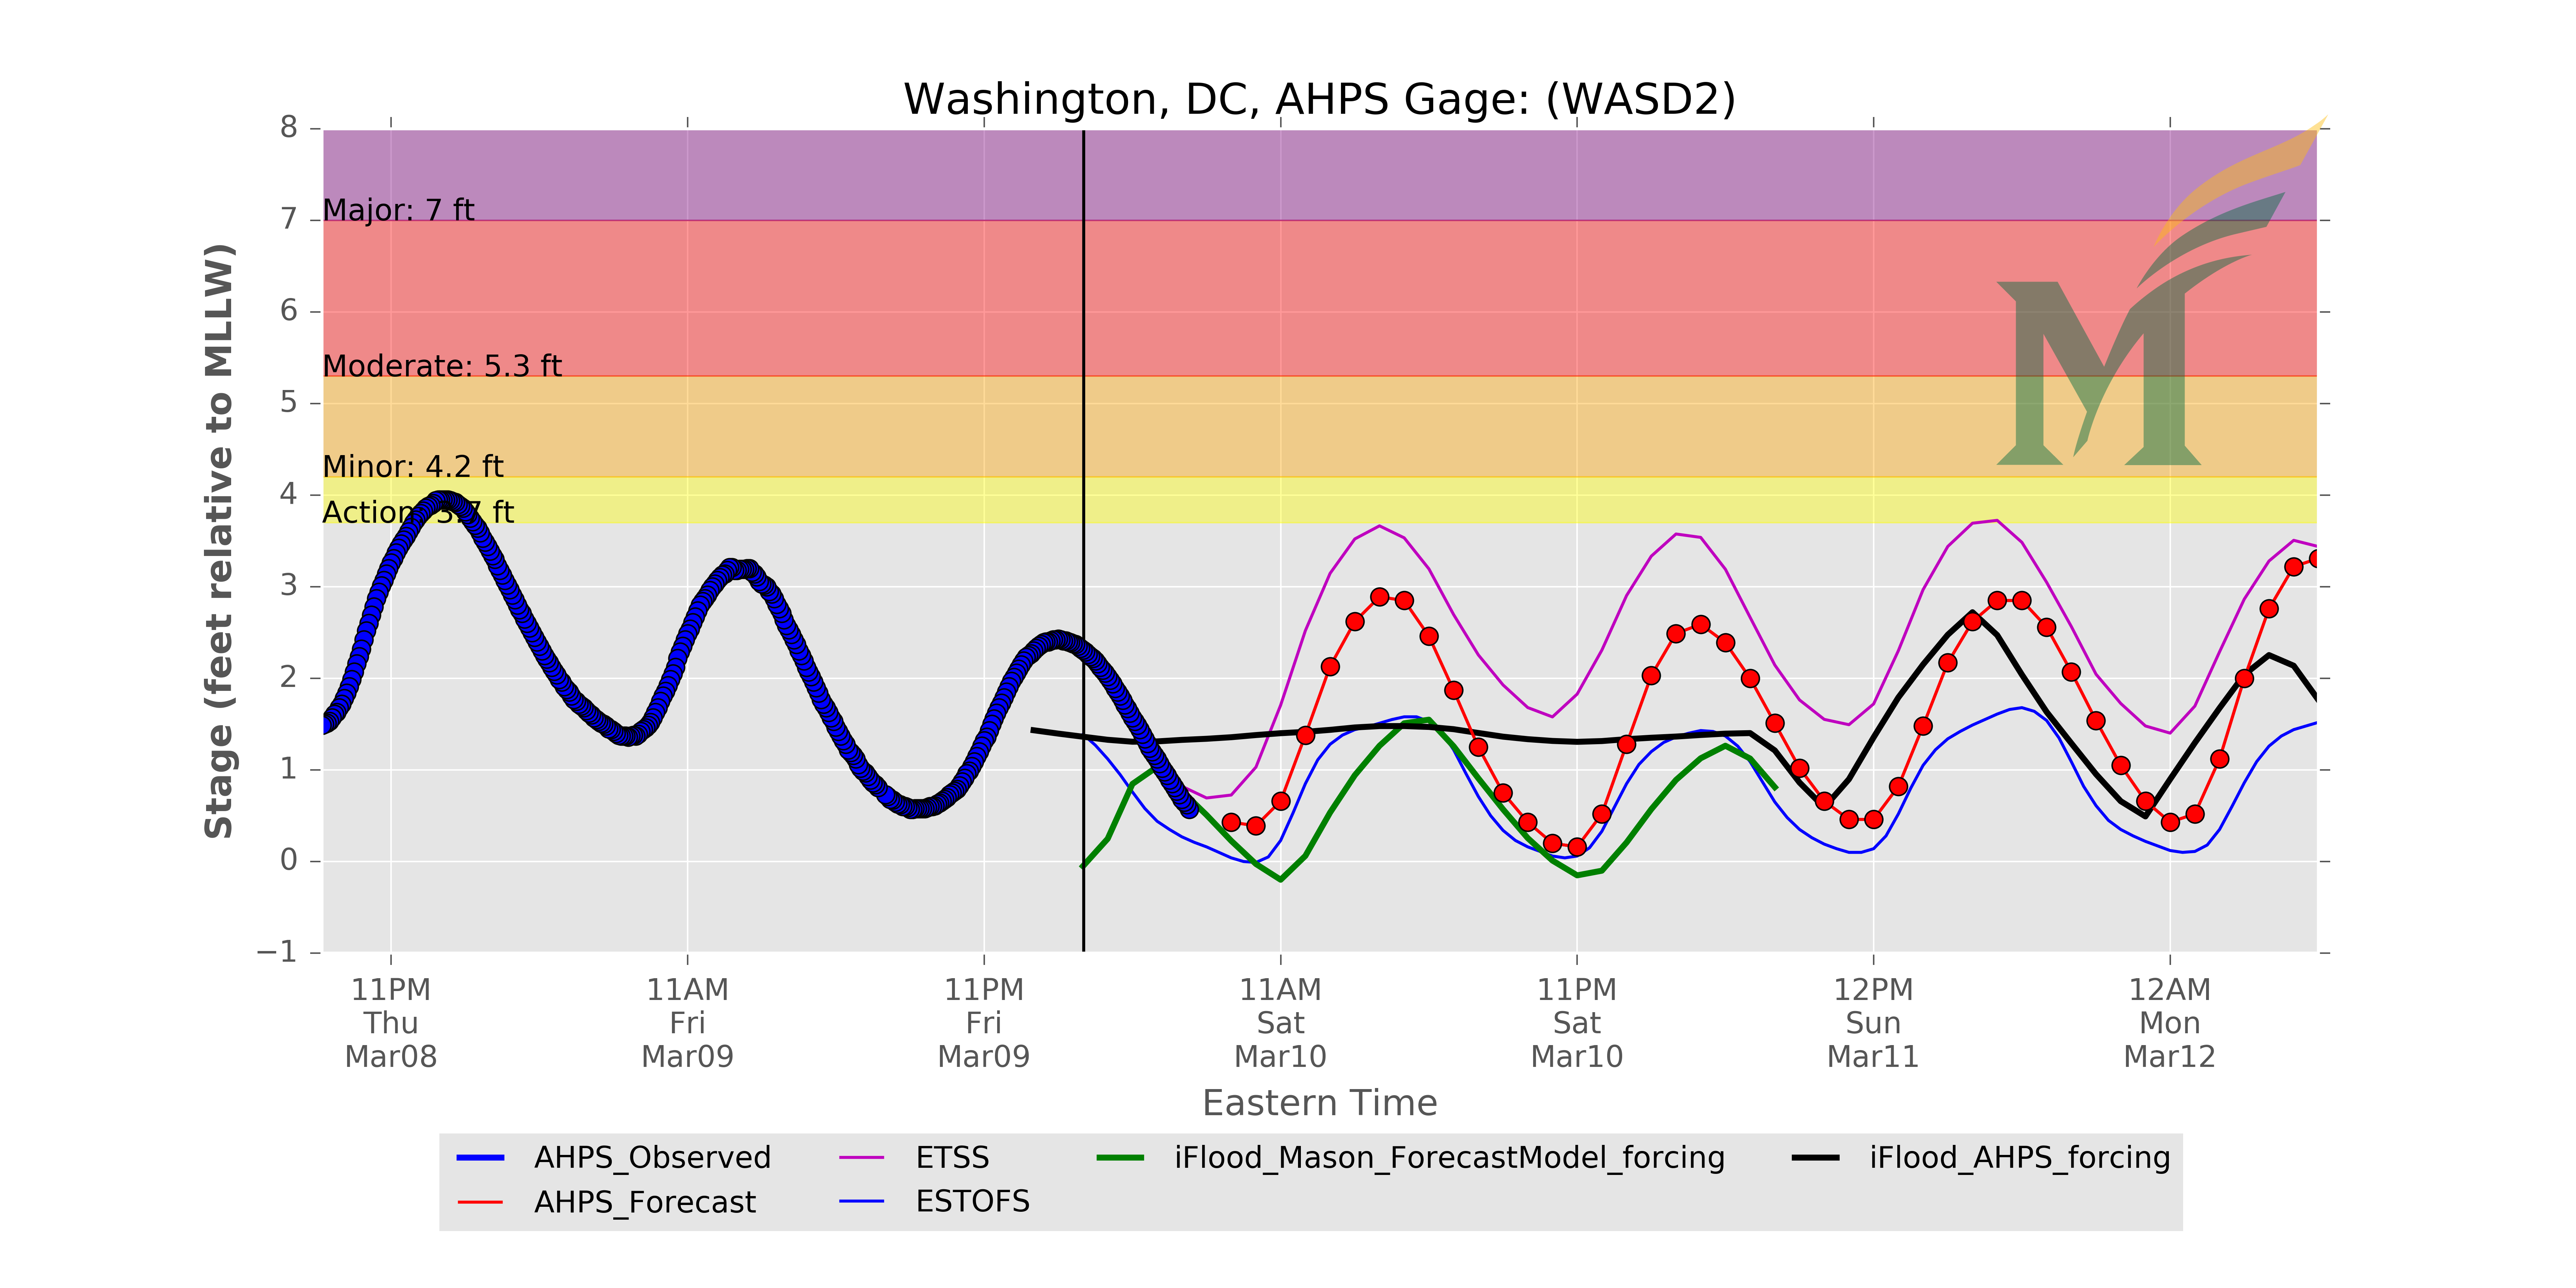 Washington, DC, AHPS Gage: (WASD2)
8
7
6
5
4
3
2
1
0
−1
Stage (feet relative to MLLW)
Major: 7 ft
Moderate: 5.3 ft
Minor: 4.2 ft
Action: 3.7 ft
11PM 11AM 11PM 11AM 11PM 12PM 12AM
Thu Fri Fri Sat Sat Sun Mon
Mar08 Mar09 Mar09 Mar10 Mar10 Mar11 Mar12
Eastern Time
AHPS_Observed ETSS iFlood_Mason_ForecastModel_forcing iFlood_AHPS_forcing
AHPS_Forecast ESTOFS
M